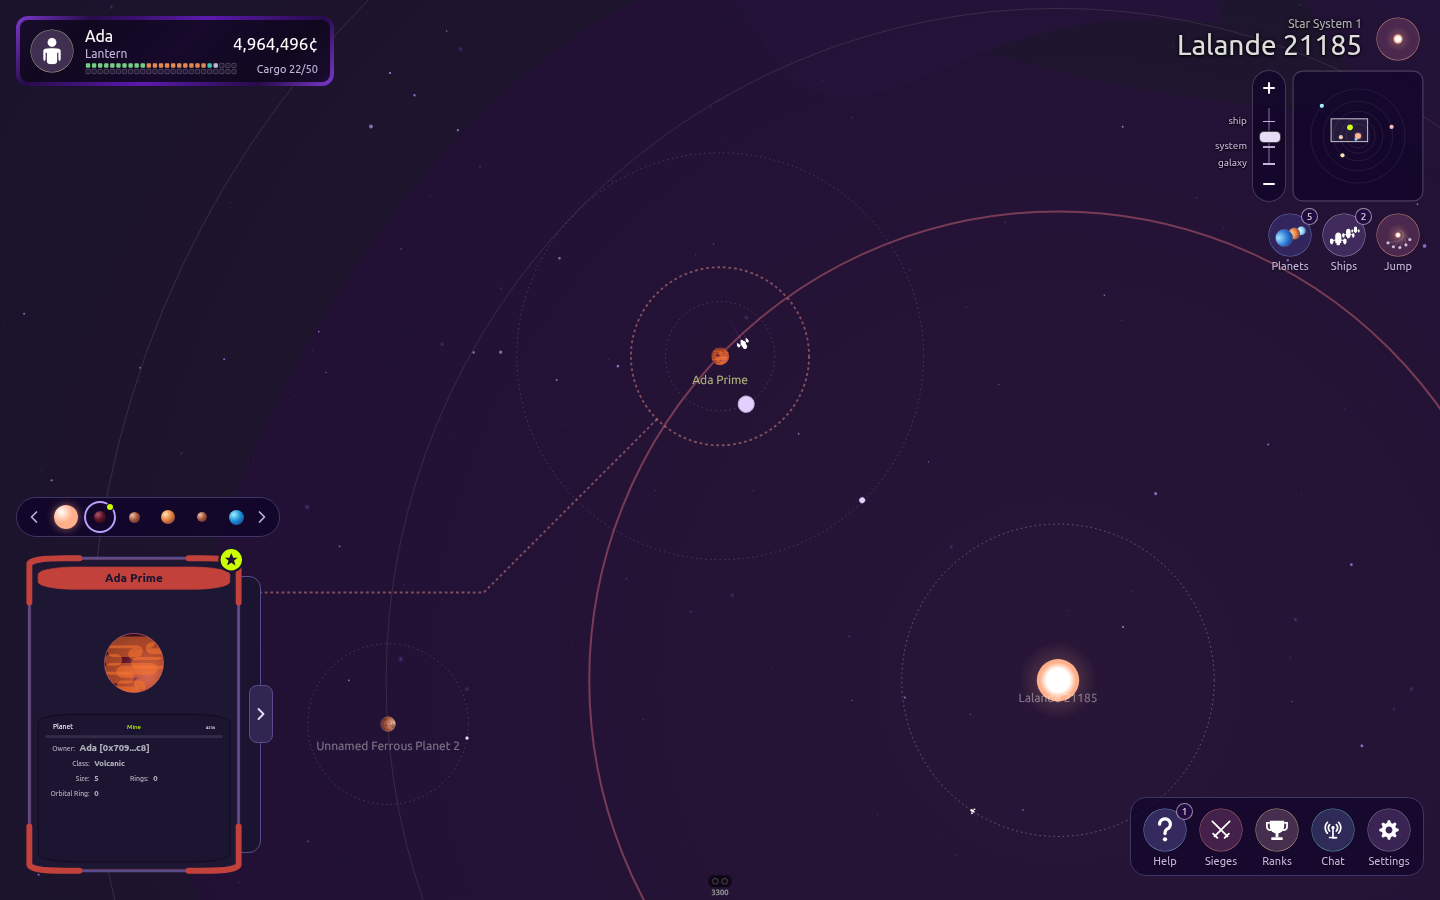 Ada
Lantern
4,964,496¢
Cargo 22/50
Star System 1
Lalande 21185
ship
system
galaxy
5
2
Planets
Ships
Jump
Ada Prime
Ada Prime
Planet
Mine
Owner: Ada [0x709...c8]
Class: Volcanic
Size: 5
Rings: 0
Orbital Ring: 0
Unnamed Ferrous Planet 2
Lalande 21185
3300
1
Help
Sieges
Ranks
Chat
Settings